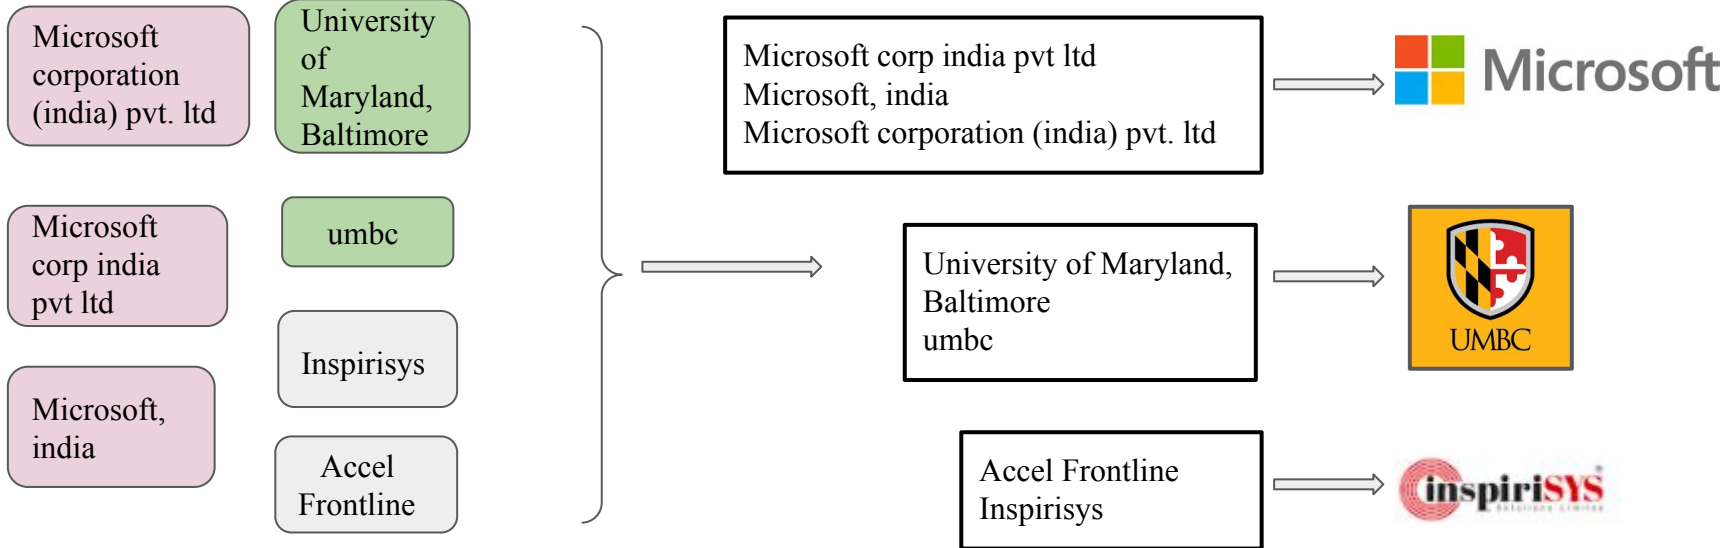 Microsoft
corporation
(india) pvt. ltd
University
of
Maryland,
Baltimore
Microsoft
corp india
pvt ltd
umbc
Inspirisys
Microsoft,
india
Accel
Frontline
Microsoft corp india pvt ltd
Microsoft, india
Microsoft corporation (india) pvt. ltd
Microsoft
University of Maryland,
Baltimore
umbc
UMBC
Accel Frontline
Inspirisys
inspiriSYS
Solutions Limited